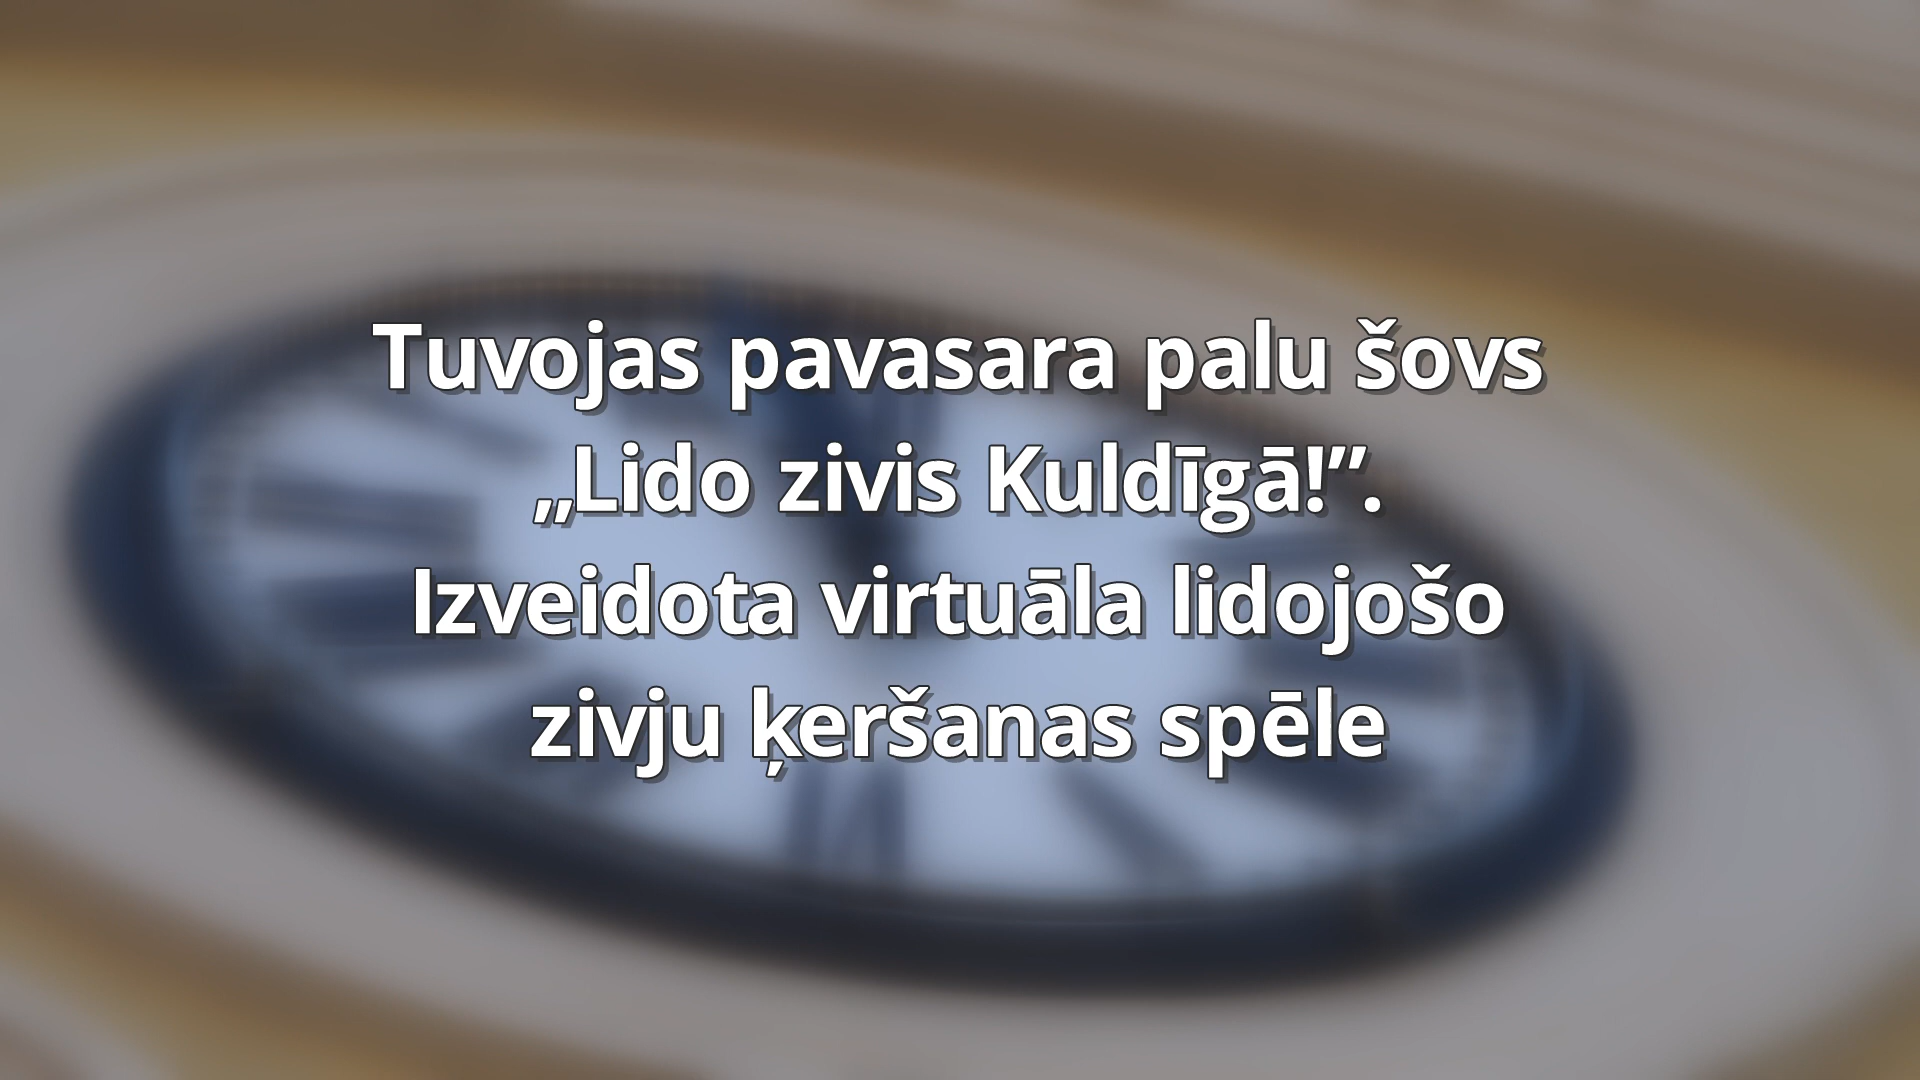 Tuvojas pavasara palu šovs
„Lido zivis Kuldīgā!”.
Izveidota virtuāla lidojošo
zivju ķeršanas spēle